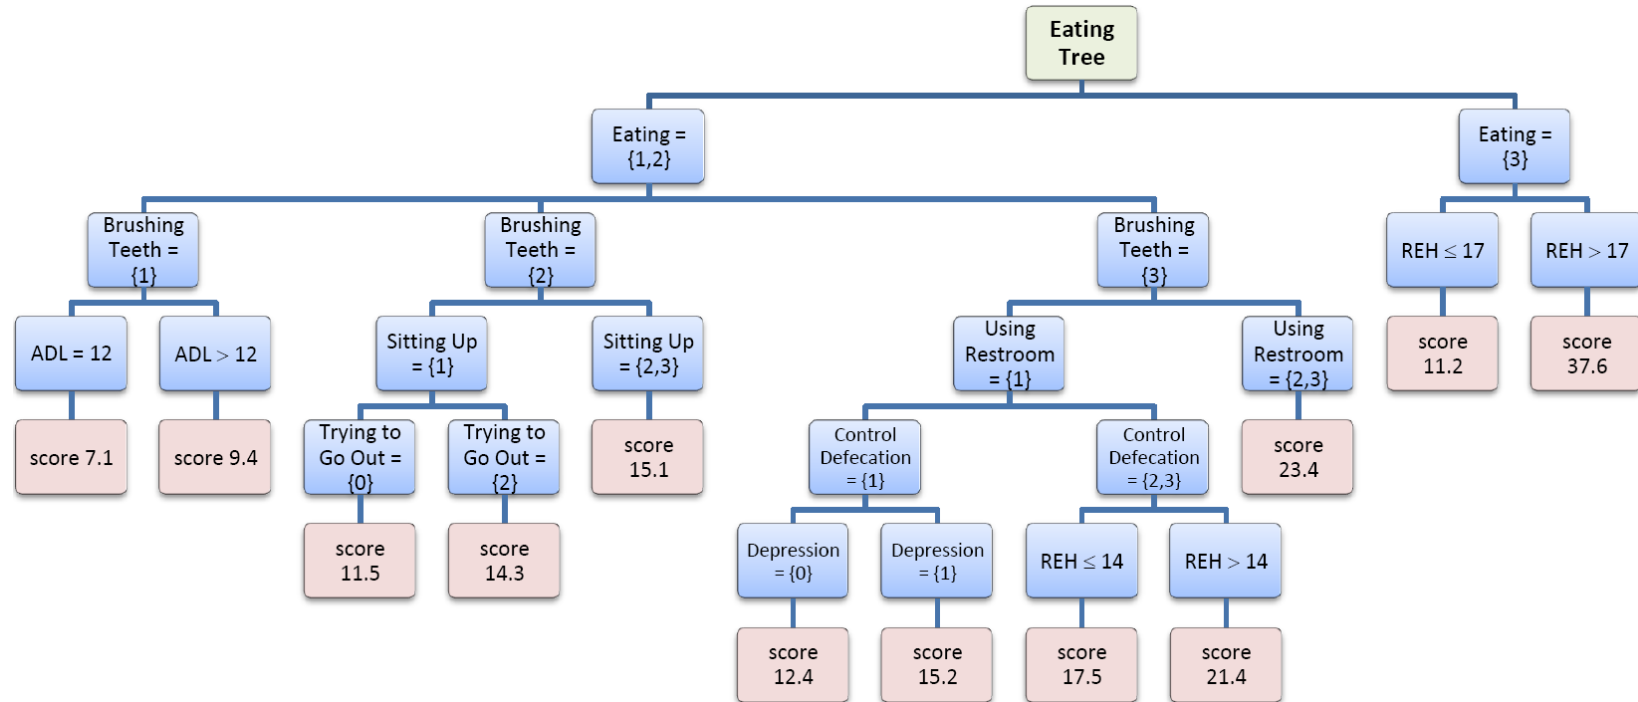 Eating
Tree
Eating =
{1,2}
Eating =
{3}
Brushing
Teeth =
{1}
Brushing
Teeth =
{2}
Brushing
Teeth =
{3}
REH ≤ 17
REH > 17
ADL = 12
ADL > 12
Sitting Up
= {1}
Sitting Up
= {2,3}
Using
Restroom
= {1}
Using
Restroom
= {2,3}
score
11.2
score
37.6
score 7.1
score 9.4
Trying to
Go Out =
{0}
Trying to
Go Out =
{2}
score
15.1
Control
Defecation
= {1}
Control
Defecation
= {2,3}
score
23.4
score
11.5
score
14.3
Depression
= {0}
Depression
= {1}
REH ≤ 14
REH > 14
score
12.4
score
15.2
score
17.5
score
21.4